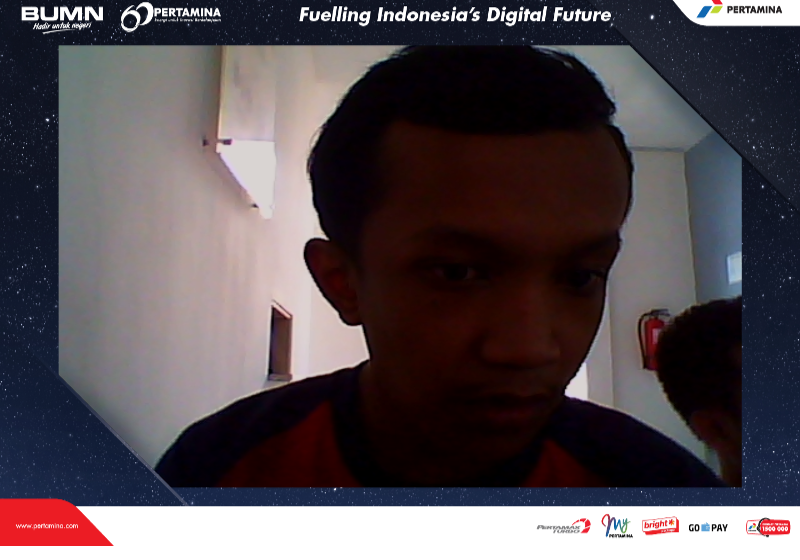 BUMN
Hadir untuk negeri
60 PERTAMINA
Fuelling Indonesia's Digital Future
PERTAMINA
www.pertamina.com
PERTAMAX
TURBO
My
PERTAMINA
bright
GO PAY
1500 000